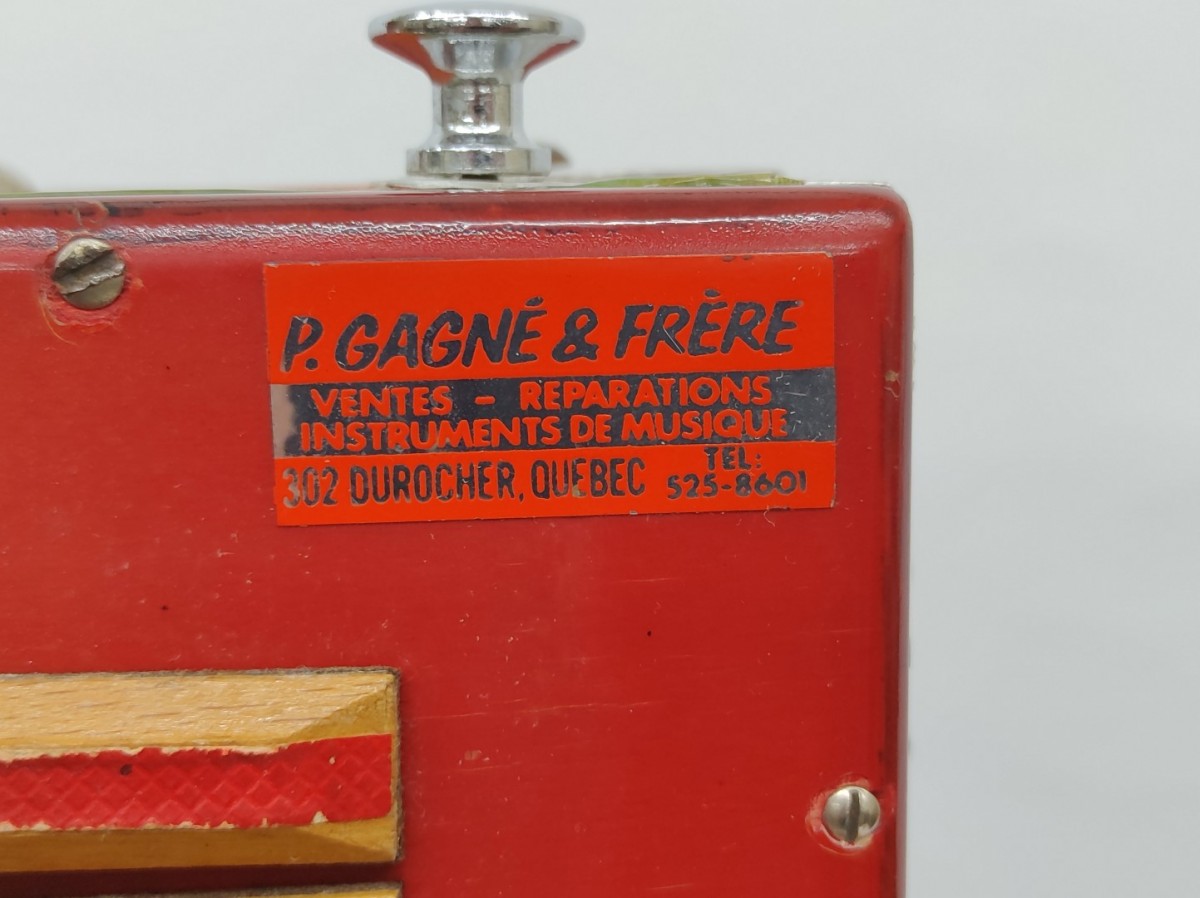 P. GAGNÉ & FRÈRE
VENTES - REPARATIONS
INSTRUMENTS DE MUSIQUE
302 DUROCHER, QUEBEC TEL: 525-8601